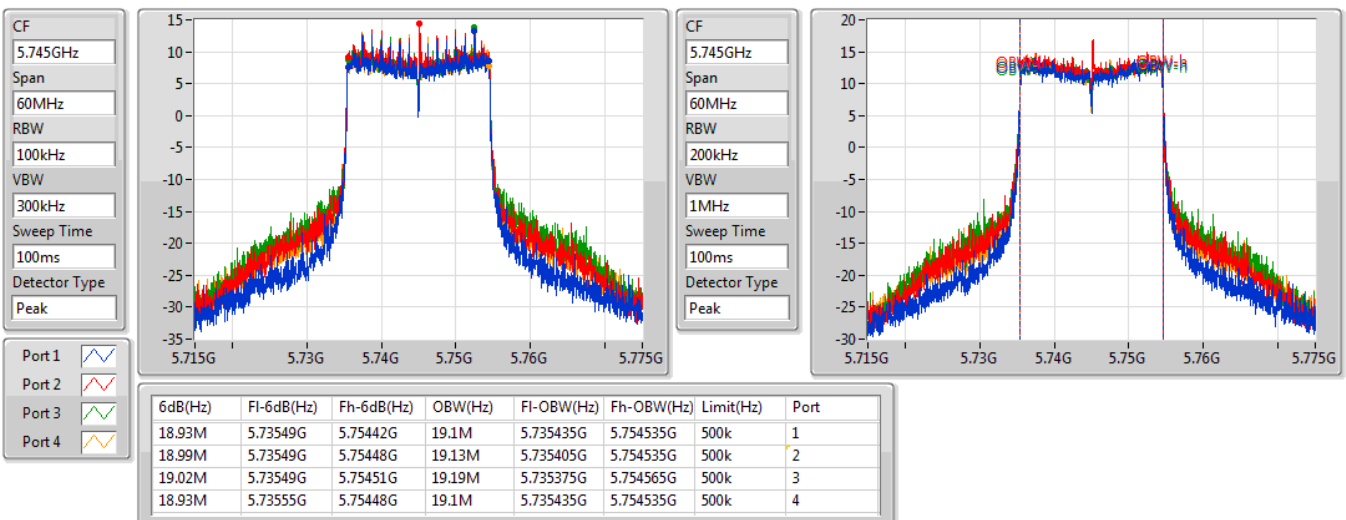 CF
5.745GHz
Span
60MHz
RBW
100kHz
VBW
300kHz
Sweep Time
100ms
Detector Type
Peak
15
10
5
0
-5
-10
-15
-20
-25
-30
-35
5.715G 5.73G 5.74G 5.75G 5.76G 5.775G
CF
5.745GHz
Span
60MHz
RBW
200kHz
VBW
1MHz
Sweep Time
100ms
Detector Type
Peak
20
15
10
5
0
-5
-10
-15
-20
-25
-30
OBW-h
5.715G 5.73G 5.74G 5.75G 5.76G 5.775G
Port 1
Port 2
Port 3
Port 4
6dB(Hz) Fl-6dB(Hz) Fh-6dB(Hz) OBW(Hz) Fl-OBW(Hz) Fh-OBW(Hz) Limit(Hz) Port
18.93M 5.73549G 5.75442G 19.1M 5.735435G 5.754535G 500k 1
18.99M 5.73549G 5.75448G 19.13M 5.735405G 5.754535G 500k 2
19.02M 5.73549G 5.75451G 19.19M 5.735375G 5.754565G 500k 3
18.93M 5.73555G 5.75448G 19.1M 5.735435G 5.754535G 500k 4